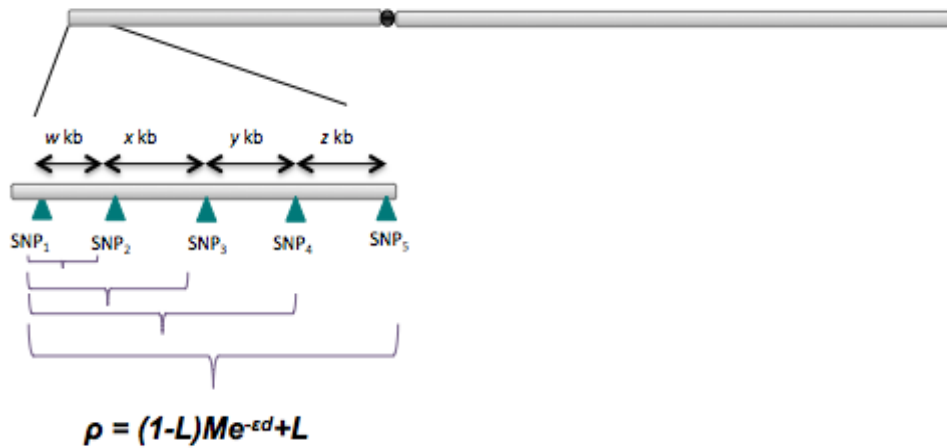 w kb x kb y kb z kb
SNP₁ SNP₂ SNP₃ SNP₄ SNP₅
ρ = (1-L)Me^{-εd}+L